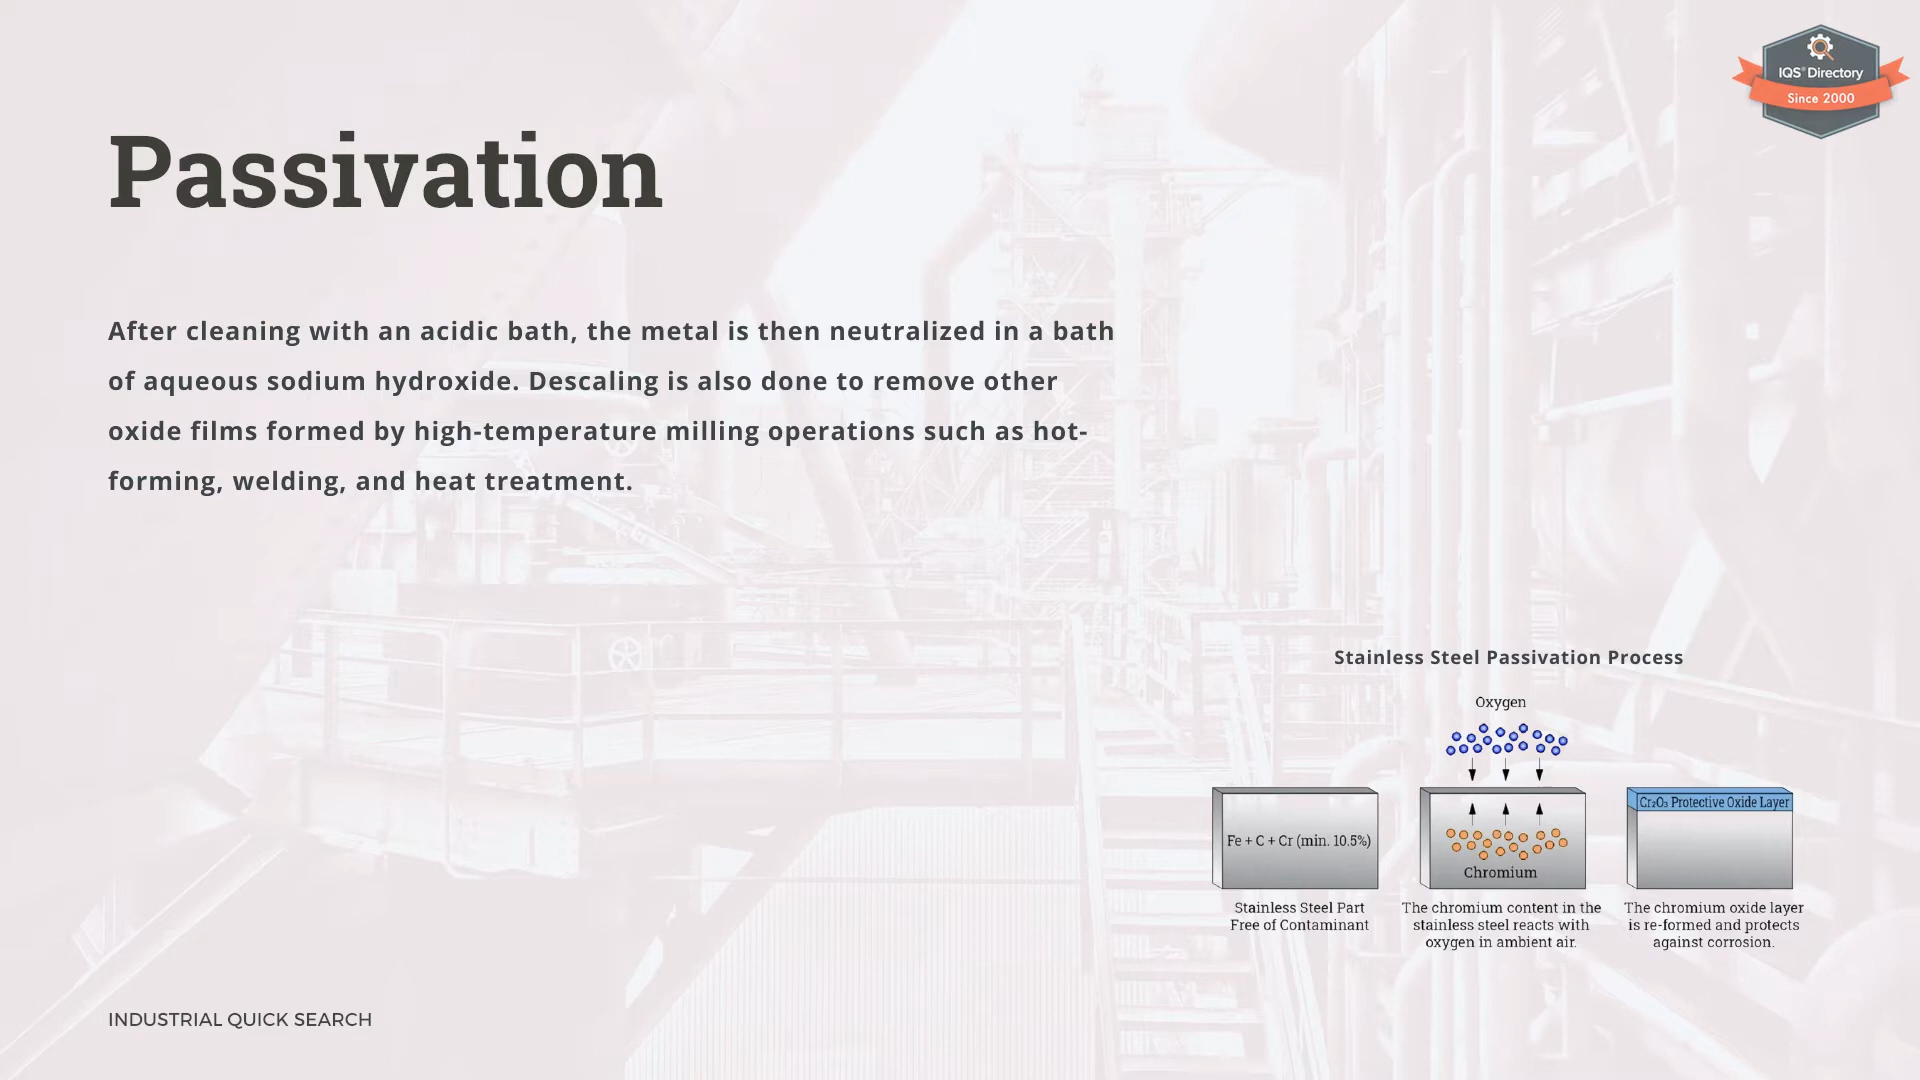 IQS® Directory
Since 2000
Passivation
After cleaning with an acidic bath, the metal is then neutralized in a bath
of aqueous sodium hydroxide. Descaling is also done to remove other
oxide films formed by high-temperature milling operations such as hot-
forming, welding, and heat treatment.
Stainless Steel Passivation Process
Oxygen
Fe + C + Cr (min. 10.5%)
Chromium
Cr₂O₃ Protective Oxide Layer
Stainless Steel Part
Free of Contaminant
The chromium content in the
stainless steel reacts with
oxygen in ambient air.
The chromium oxide layer
is re-formed and protects
against corrosion.
INDUSTRIAL QUICK SEARCH